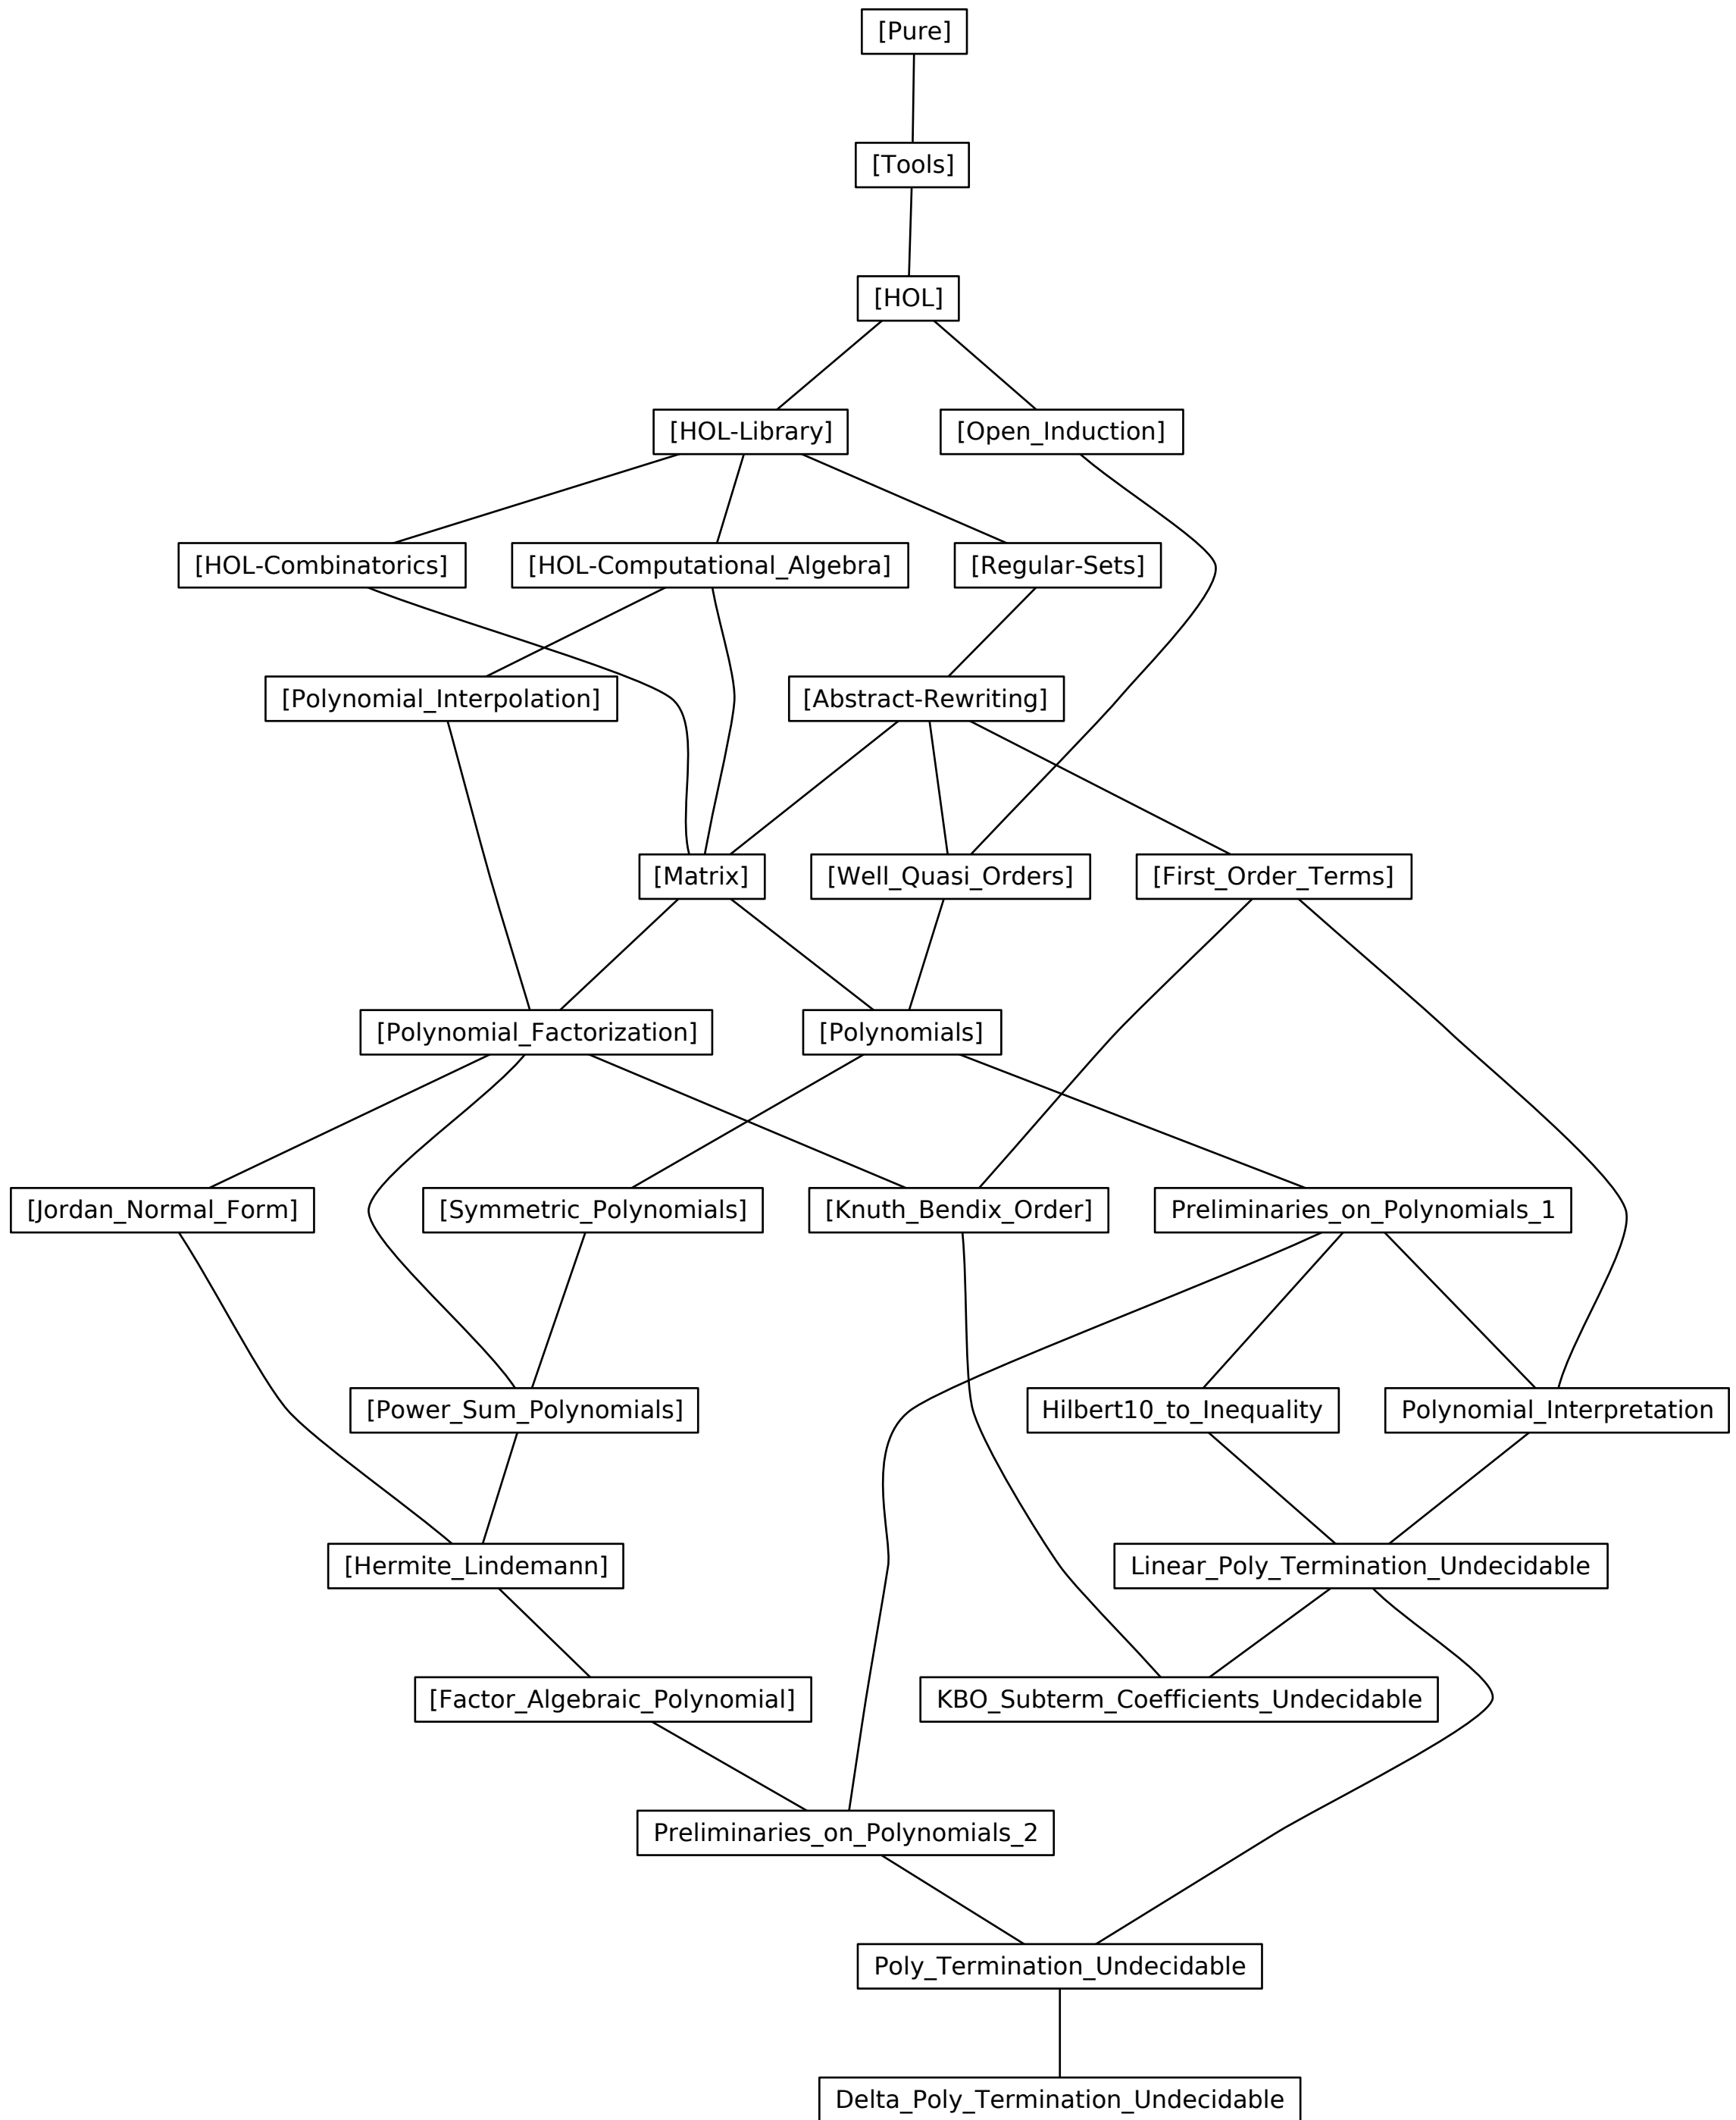 [Pure]
[Tools]
[HOL]
[HOL-Library]
[Open_Induction]
[HOL-Combinatorics]
[HOL-Computational_Algebra]
[Regular-Sets]
[Polynomial_Interpolation]
[Abstract-Rewriting]
[Matrix]
[Well_Quasi_Orders]
[First_Order_Terms]
[Polynomial_Factorization]
[Polynomials]
[Jordan_Normal_Form]
[Symmetric_Polynomials]
[Knuth_Bendix_Order]
Preliminaries_on_Polynomials_1
[Power_Sum_Polynomials]
Hilbert10_to_Inequality
Polynomial_Interpretation
[Hermite_Lindemann]
Linear_Poly_Termination_Undecidable
[Factor_Algebraic_Polynomial]
KBO_Subterm_Coefficients_Undecidable
Preliminaries_on_Polynomials_2
Poly_Termination_Undecidable
Delta_Poly_Termination_Undecidable